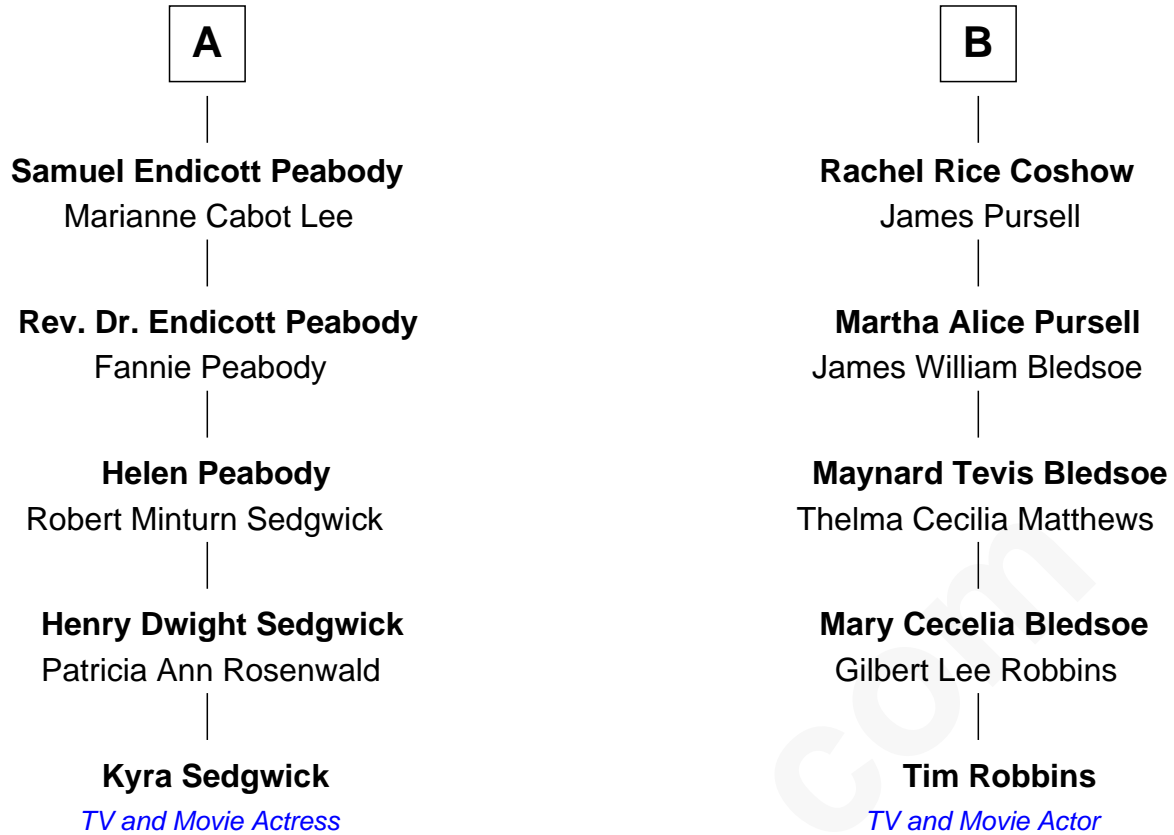 A
Samuel Endicott Peabody
Marianne Cabot Lee
Rev. Dr. Endicott Peabody
Fannie Peabody
Helen Peabody
Robert Minturn Sedgwick
Henry Dwight Sedgwick
Patricia Ann Rosenwald
Kyra Sedgwick
TV and Movie Actress
B
Rachel Rice Coshow
James Pursell
Martha Alice Pursell
James William Bledsoe
Maynard Tevis Bledsoe
Thelma Cecilia Matthews
Mary Cecelia Bledsoe
Gilbert Lee Robbins
Tim Robbins
TV and Movie Actor
com